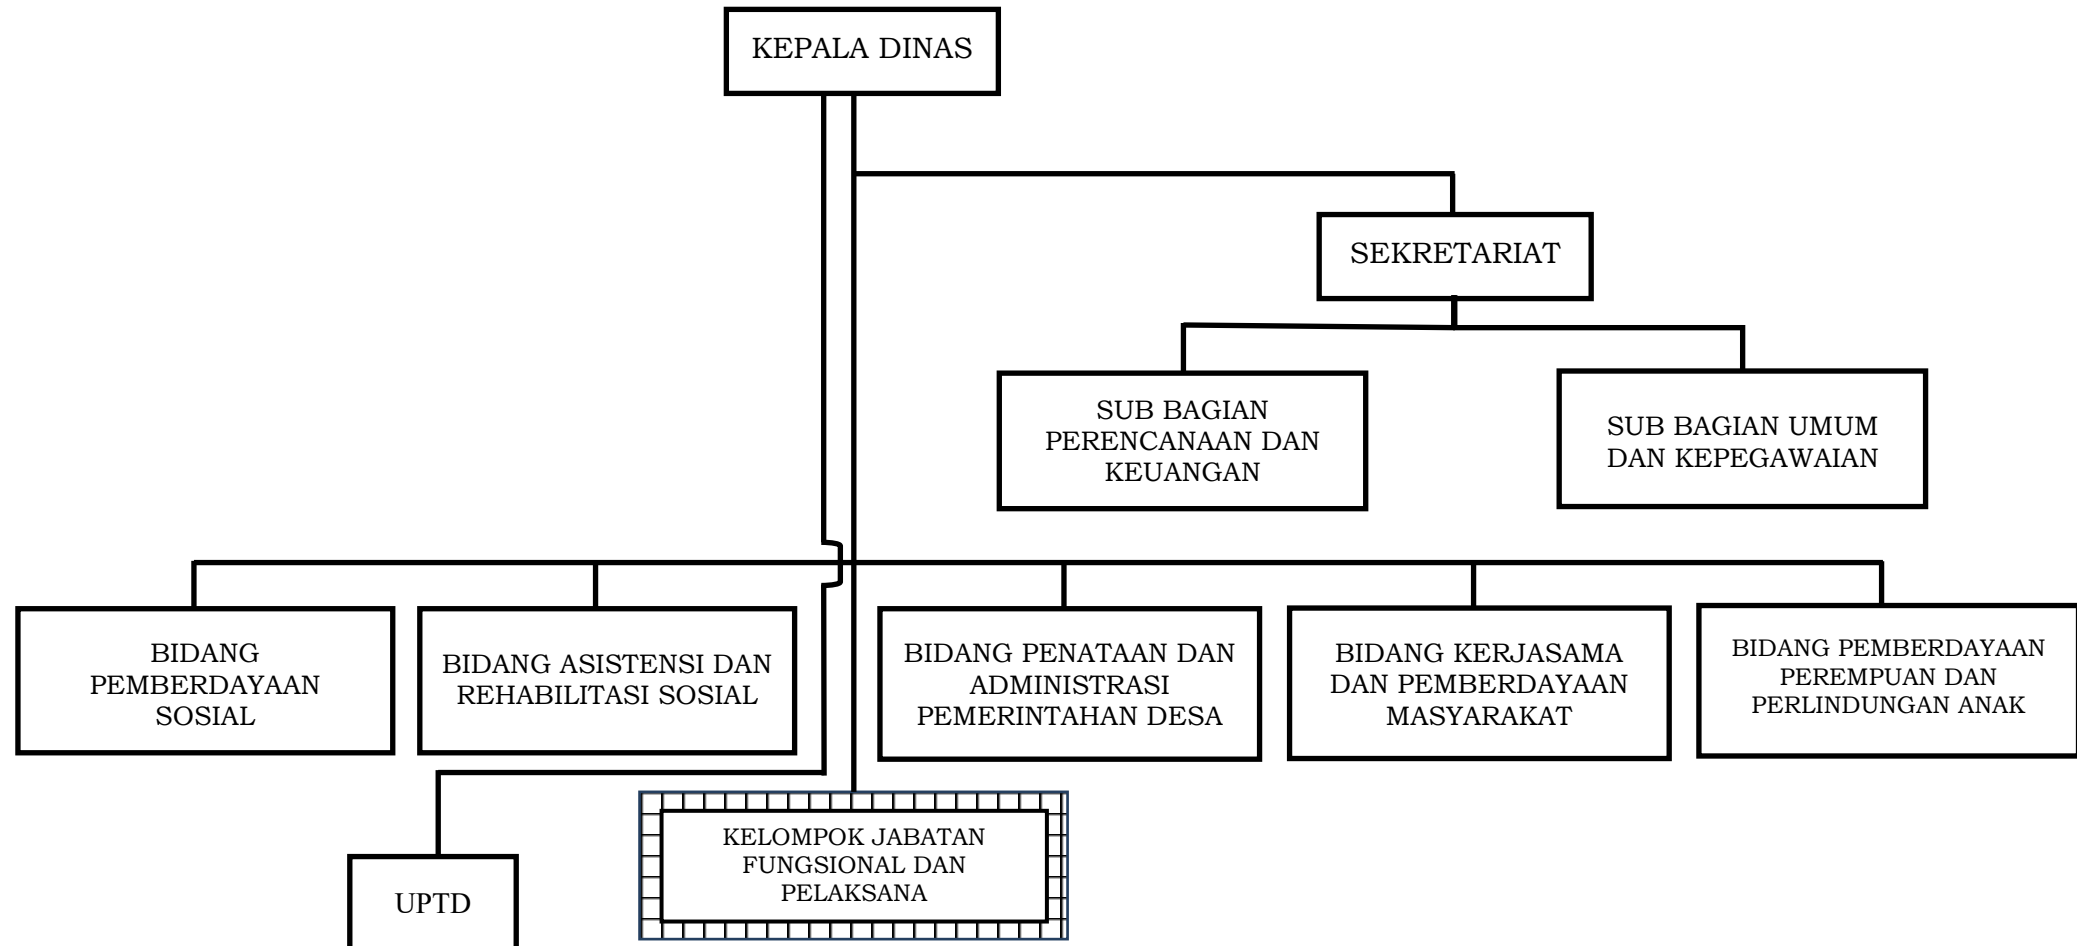 KEPALA DINAS
SEKRETARIAT
SUB BAGIAN
PERENCANAAN DAN
KEUANGAN
SUB BAGIAN UMUM
DAN KEPEGAWAIAN
BIDANG
PEMBERDAYAAN
SOSIAL
BIDANG ASISTENSI DAN
REHABILITASI SOSIAL
BIDANG PENATAAN DAN
ADMINISTRASI
PEMERINTAHAN DESA
BIDANG KERJASAMA
DAN PEMBERDAYAAN
MASYARAKAT
BIDANG PEMBERDAYAAN
PEREMPUAN DAN
PERLINDUNGAN ANAK
KELOMPOK JABATAN
FUNGSIONAL DAN
PELAKSANA
UPTD